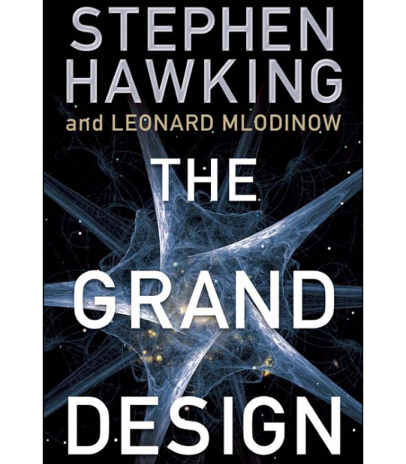 STEPHEN
HAWKING
and LEONARD MLODINOW
THE
GRAND
DESIGN